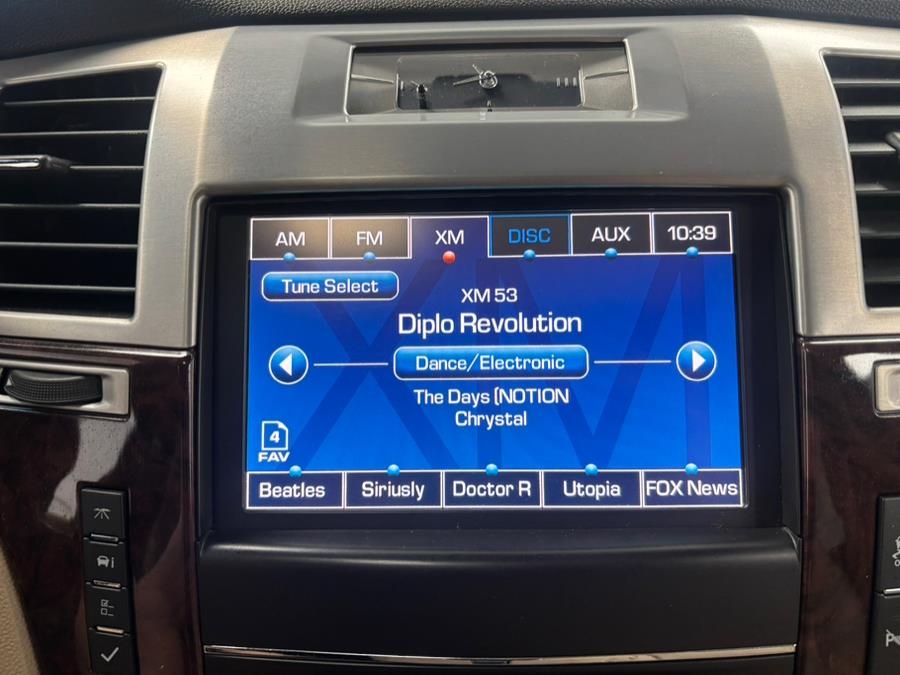 AM FM XM DISC AUX 10:39
Tune Select
XM 53
Diplo Revolution
Dance/Electronic
The Days (NOTION
Chrystal
4
FAV
Beatles Siriusly Doctor R Utopia FOX News
XM
i